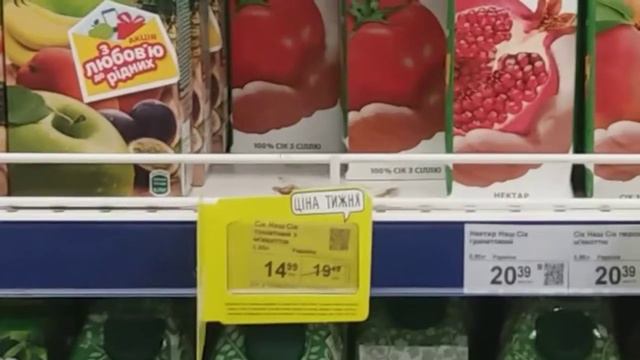 АКЦІЯ
З
ЛЮБОВ'Ю
ДО
РІДНИХ
100% СІК З СІЛЛЮ
100% СІК З СІЛЛЮ
НЕКТАР
ЦІНА ТИЖНЯ
Сік Наш Сік
томатний з
м'якоттю
14 99
19 49
Нектар Наш Сік
гранатовий
0,95л Україна
20 39
Сік Наш Сік
м'якоттю
Україна
20 39